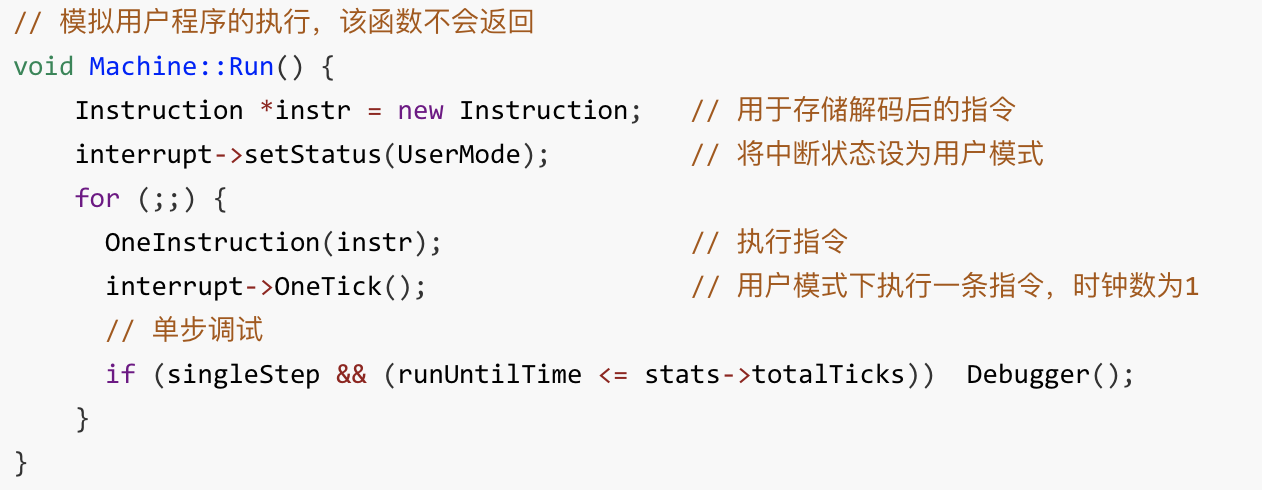 // 模拟用户程序的执行，该函数不会返回
void Machine::Run() {
    Instruction *instr = new Instruction;   // 用于存储解码后的指令
    interrupt->setStatus(UserMode);         // 将中断状态设为用户模式
    for (;;) {
      OneInstruction(instr);                // 执行指令
      interrupt->OneTick();                 // 用户模式下执行一条指令，时钟数为1
      // 单步调试
      if (singleStep && (runUntilTime <= stats->totalTicks))  Debugger();
    }
}